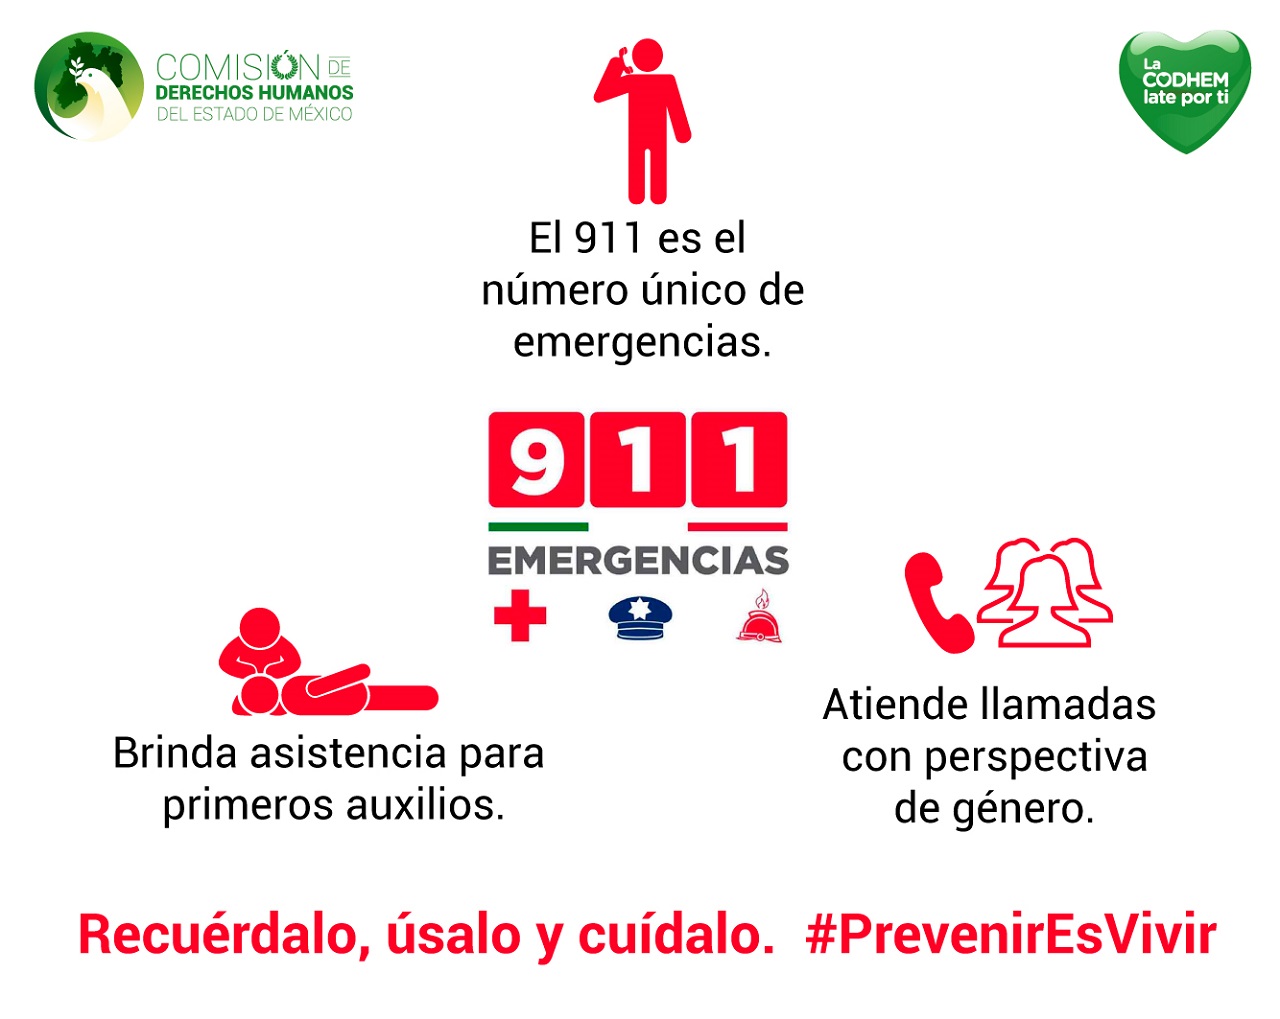 COMISIÓN DE
DERECHOS HUMANOS
DEL ESTADO DE MÉXICO
La
CODHEM
late por ti
El 911 es el
número único de
emergencias.
911
EMERGENCIAS
Brinda asistencia para
primeros auxilios.
Atiende llamadas
con perspectiva
de género.
Recuérdalo, úsalo y cuídalo. #PrevenirEsVivir